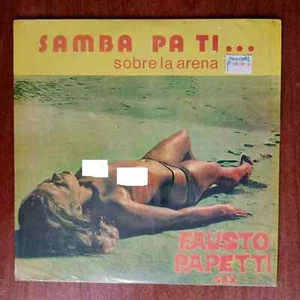 SAMBA PA TI...
sobre la arena
FAUSTO
PAPETTI
SAX